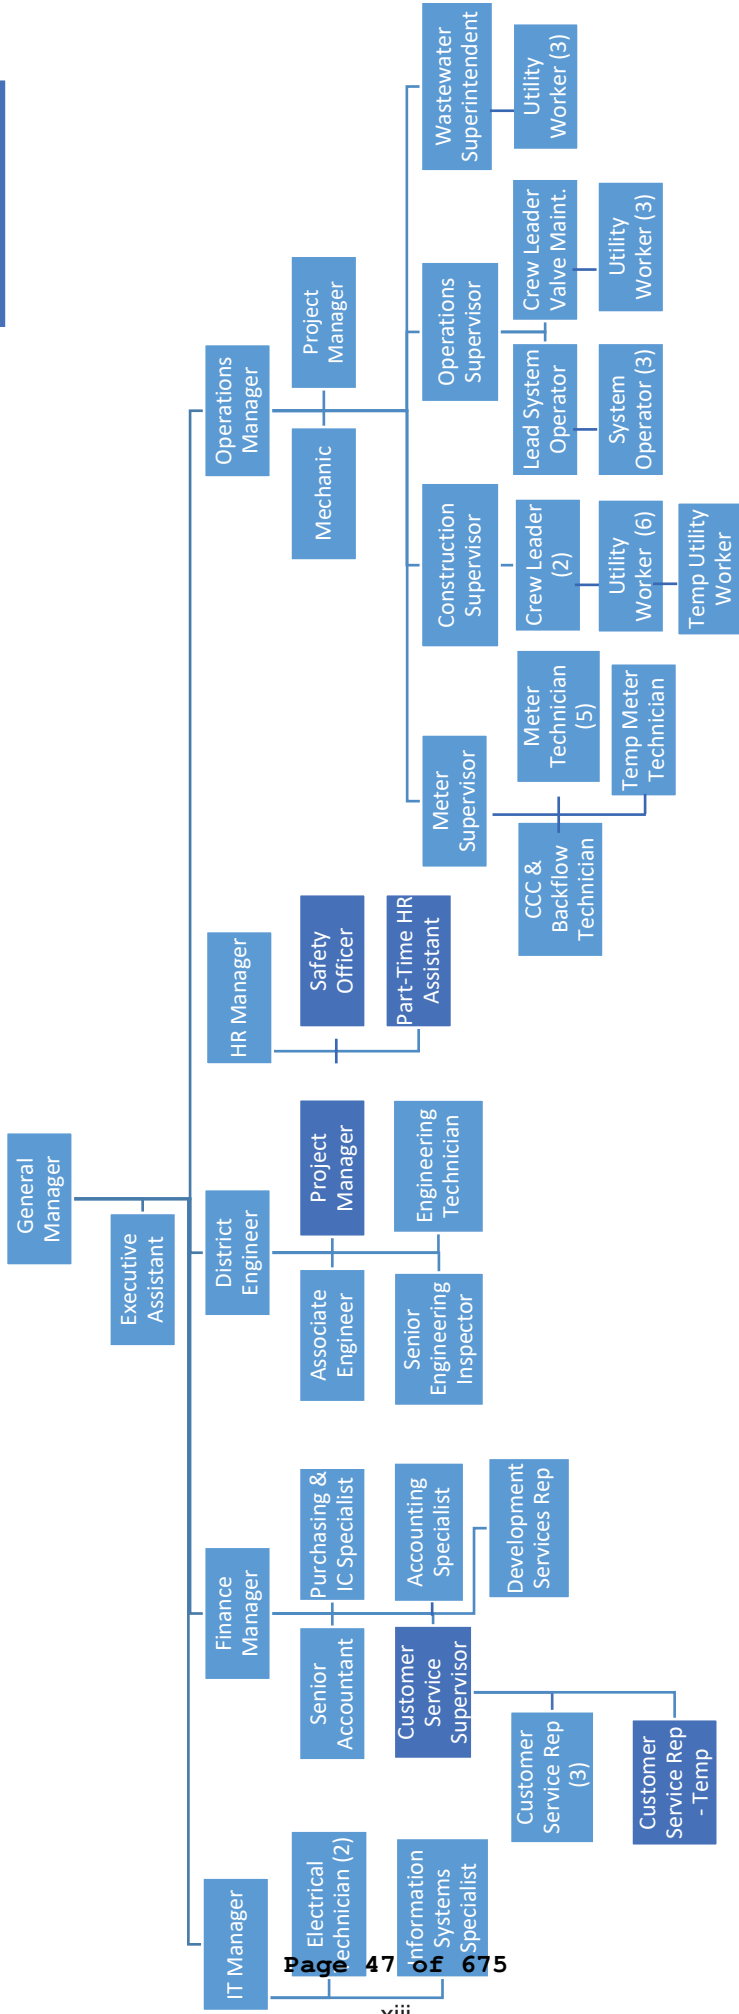 General
Manager
Executive
Assistant
IT Manager
Electrical
Technician (2)
Information
Systems
Specialist
Finance
Manager
Senior
Accountant
Purchasing &
IC Specialist
Customer
Service
Supervisor
Accounting
Specialist
Development
Services Rep
Customer
Service Rep
(3)
Customer
Service Rep
- Temp
District
Engineer
Associate
Engineer
Project
Manager
Senior
Engineering
Inspector
Engineering
Technician
HR Manager
Safety
Officer
Part-Time HR
Assistant
Operations
Manager
Mechanic
Project
Manager
Meter
Supervisor
CCC &
Backflow
Technician
Meter
Technician
(5)
Temp Meter
Technician
Construction
Supervisor
Crew Leader
(2)
Utility
Worker (6)
Temp Utility
Worker
Operations
Supervisor
Lead System
Operator
System
Operator (3)
Crew Leader
Valve Maint.
Utility
Worker (3)
Wastewater
Superintendent
Utility
Worker (3)
Page 47 of 675
xiii